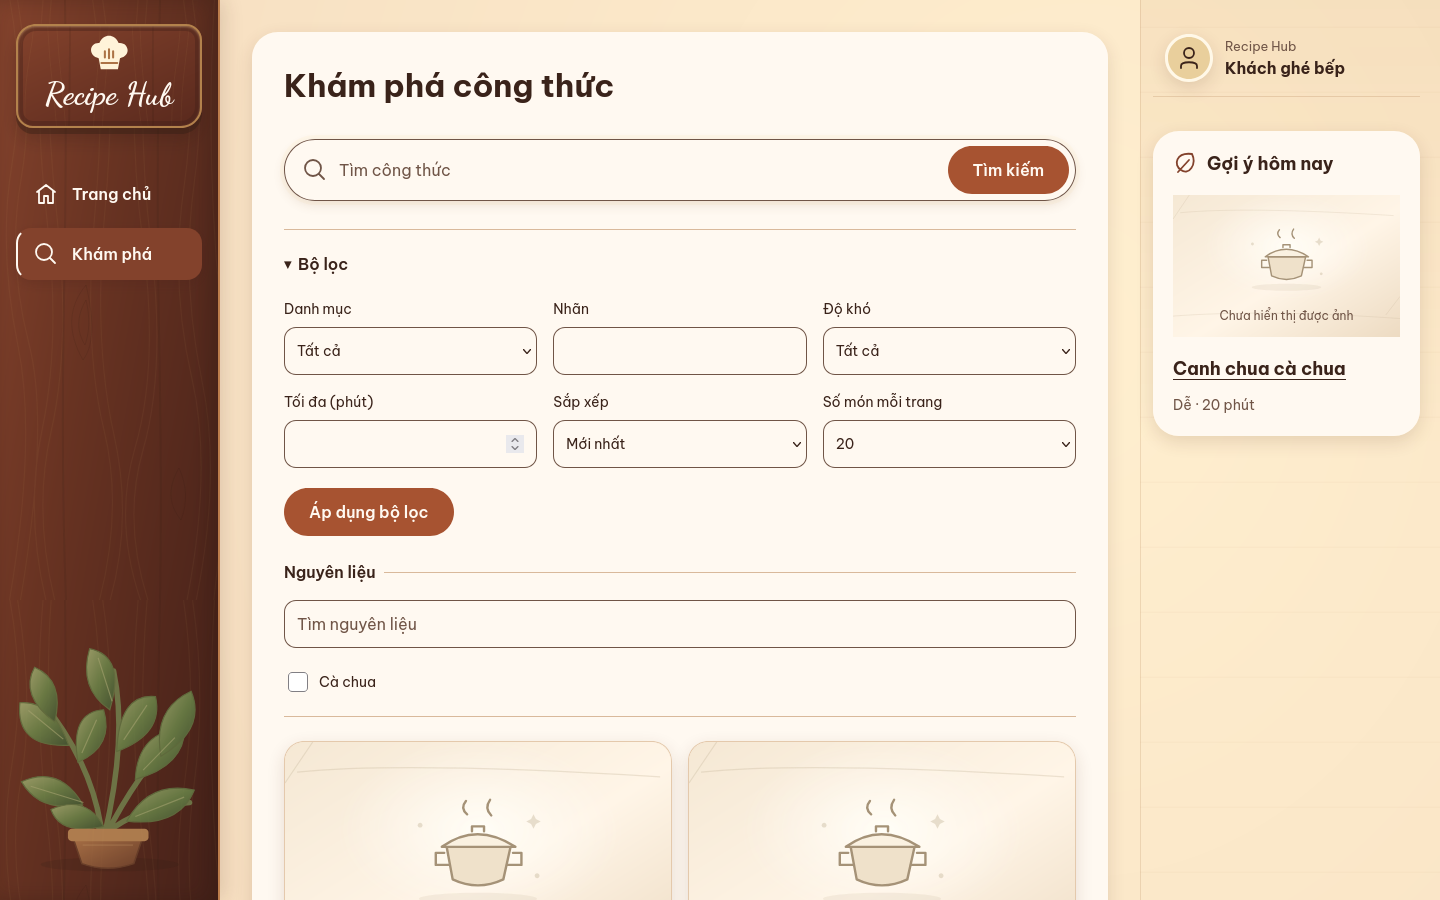 Recipe Hub
Trang chủ
Khám phá
Khám phá công thức
Tìm công thức
Tìm kiếm
▾ Bộ lọc
Danh mục
Nhãn
Độ khó
Tất cả
Tất cả
Tối đa (phút)
Sắp xếp
Số món mỗi trang
Mới nhất
20
Áp dụng bộ lọc
Nguyên liệu
Tìm nguyên liệu
Cà chua
Recipe Hub
Khách ghé bếp
Gợi ý hôm nay
Chưa hiển thị được ảnh
Canh chua cà chua
Dễ · 20 phút